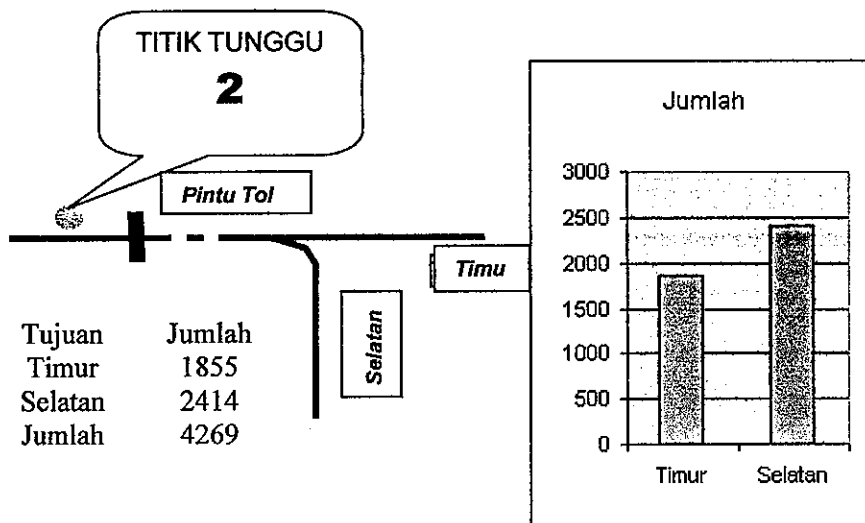 TITIK TUNGGU
2
Pintu Tol
Timu
Selatan
Tujuan Jumlah
Timur 1855
Selatan 2414
Jumlah 4269
Jumlah
3000
2500
2000
1500
1000
500
0
Timur Selatan